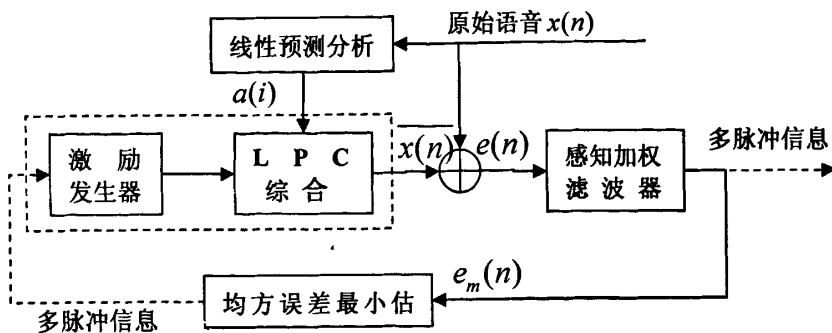 原始语音 x(n)
线性预测分析
a(i)
激 励
发生器
L P C
综 合
x(n)
e(n)
感知加权
滤 波 器
多脉冲信息
e_m(n)
均方误差最小估
多脉冲信息